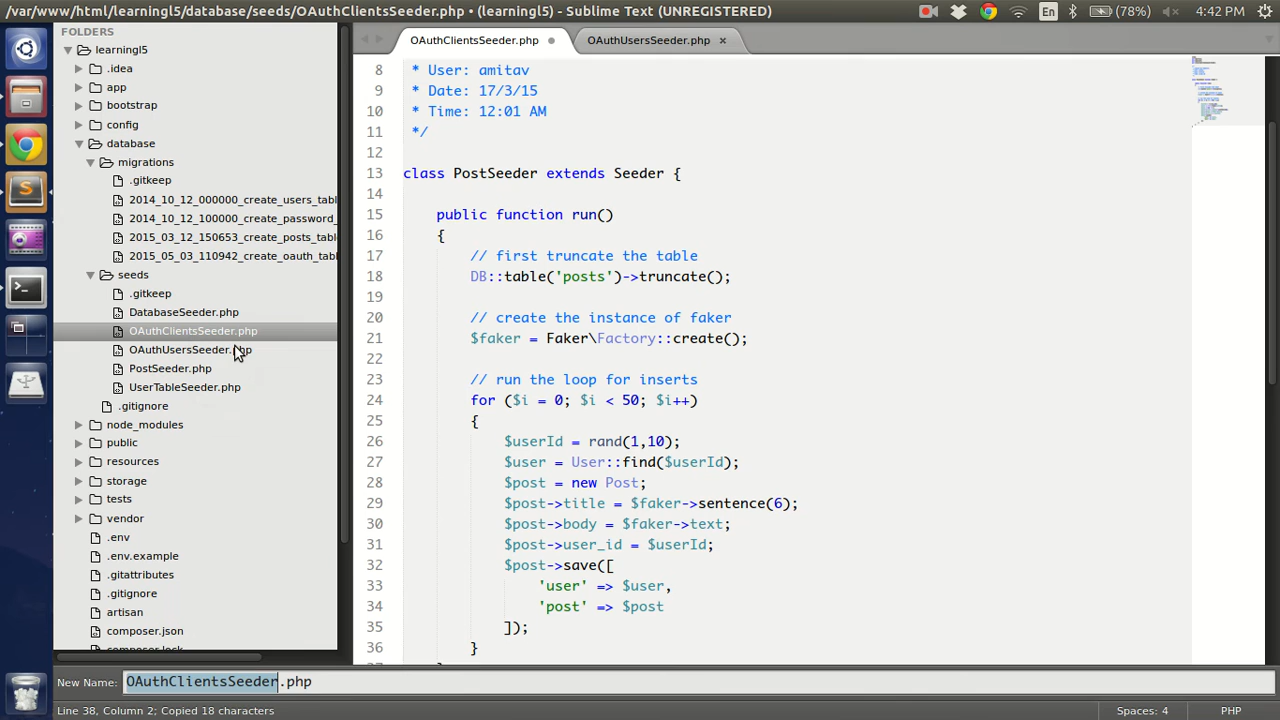 /var/www/html/learningl5/database/seeds/OAuthClientsSeeder.php • (learningl5) - Sublime Text (UNREGISTERED)
En
(78%)
4:42 PM
FOLDERS
learningl5
.idea
app
bootstrap
config
database
migrations
.gitkeep
2014_10_12_000000_create_users_tabl
2014_10_12_100000_create_password_
2015_03_12_150653_create_posts_tabl
2015_05_03_110942_create_oauth_tabl
seeds
.gitkeep
DatabaseSeeder.php
OAuthClientsSeeder.php
OAuthUsersSeeder.php
PostSeeder.php
UserTableSeeder.php
.gitignore
node_modules
public
resources
storage
tests
vendor
.env
.env.example
.gitattributes
.gitignore
artisan
composer.json
composer.lock
OAuthClientsSeeder.php
OAuthUsersSeeder.php
8 * User: amitav
9 * Date: 17/3/15
10 * Time: 12:01 AM
11 */
12
13 class PostSeeder extends Seeder {
14
15 public function run()
16 {
17 // first truncate the table
18 DB::table('posts')->truncate();
19
20 // create the instance of faker
21 $faker = Faker\Factory::create();
22
23 // run the loop for inserts
24 for ($i = 0; $i < 50; $i++)
25 {
26 $userId = rand(1,10);
27 $user = User::find($userId);
28 $post = new Post;
29 $post->title = $faker->sentence(6);
30 $post->body = $faker->text;
31 $post->user_id = $userId;
32 $post->save([
33 'user' => $user,
34 'post' => $post
35 ]);
36 }
37 }
New Name: OAuthClientsSeeder.php
Line 38, Column 2; Copied 18 characters
Spaces: 4
PHP